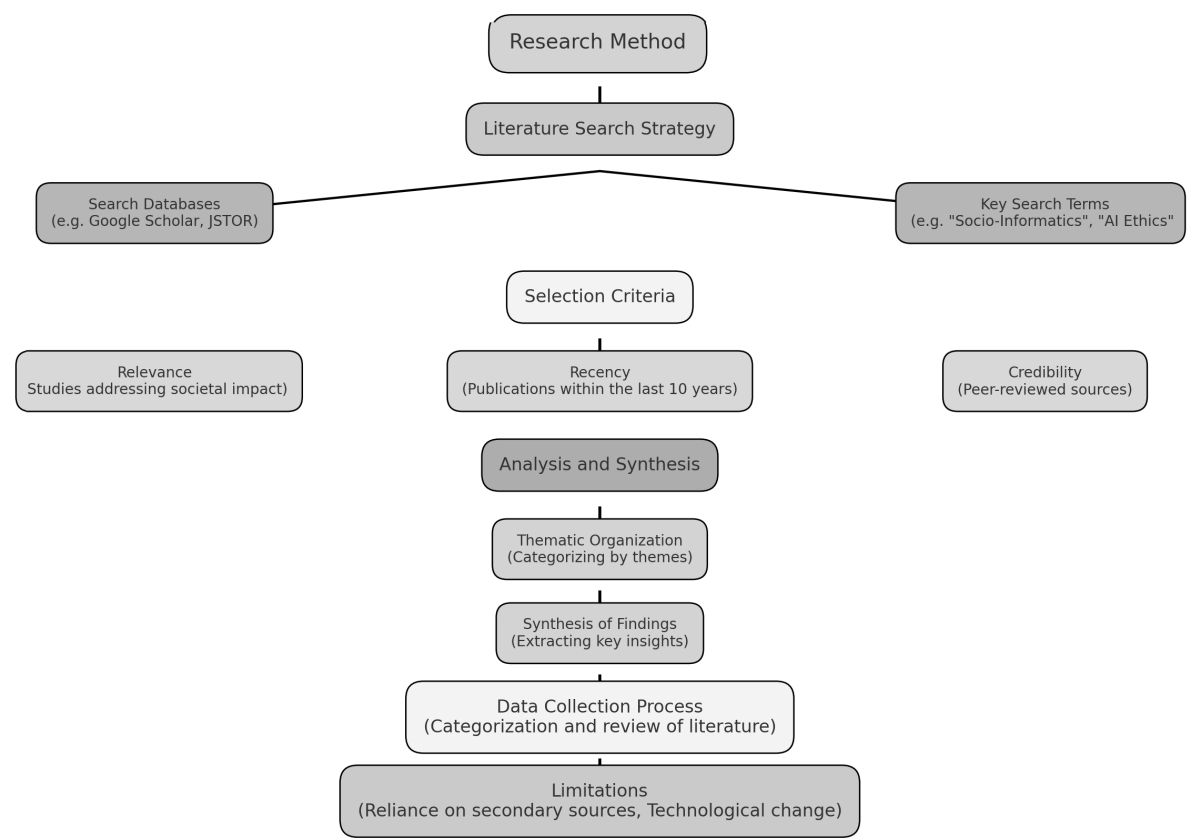 Research Method
Literature Search Strategy
Search Databases
(e.g. Google Scholar, JSTOR)
Key Search Terms
(e.g. "Socio-Informatics", "AI Ethics"
Selection Criteria
Relevance
Studies addressing societal impact)
Recency
(Publications within the last 10 years)
Credibility
(Peer-reviewed sources)
Analysis and Synthesis
Thematic Organization
(Categorizing by themes)
Synthesis of Findings
(Extracting key insights)
Data Collection Process
(Categorization and review of literature)
Limitations
(Reliance on secondary sources, Technological change)